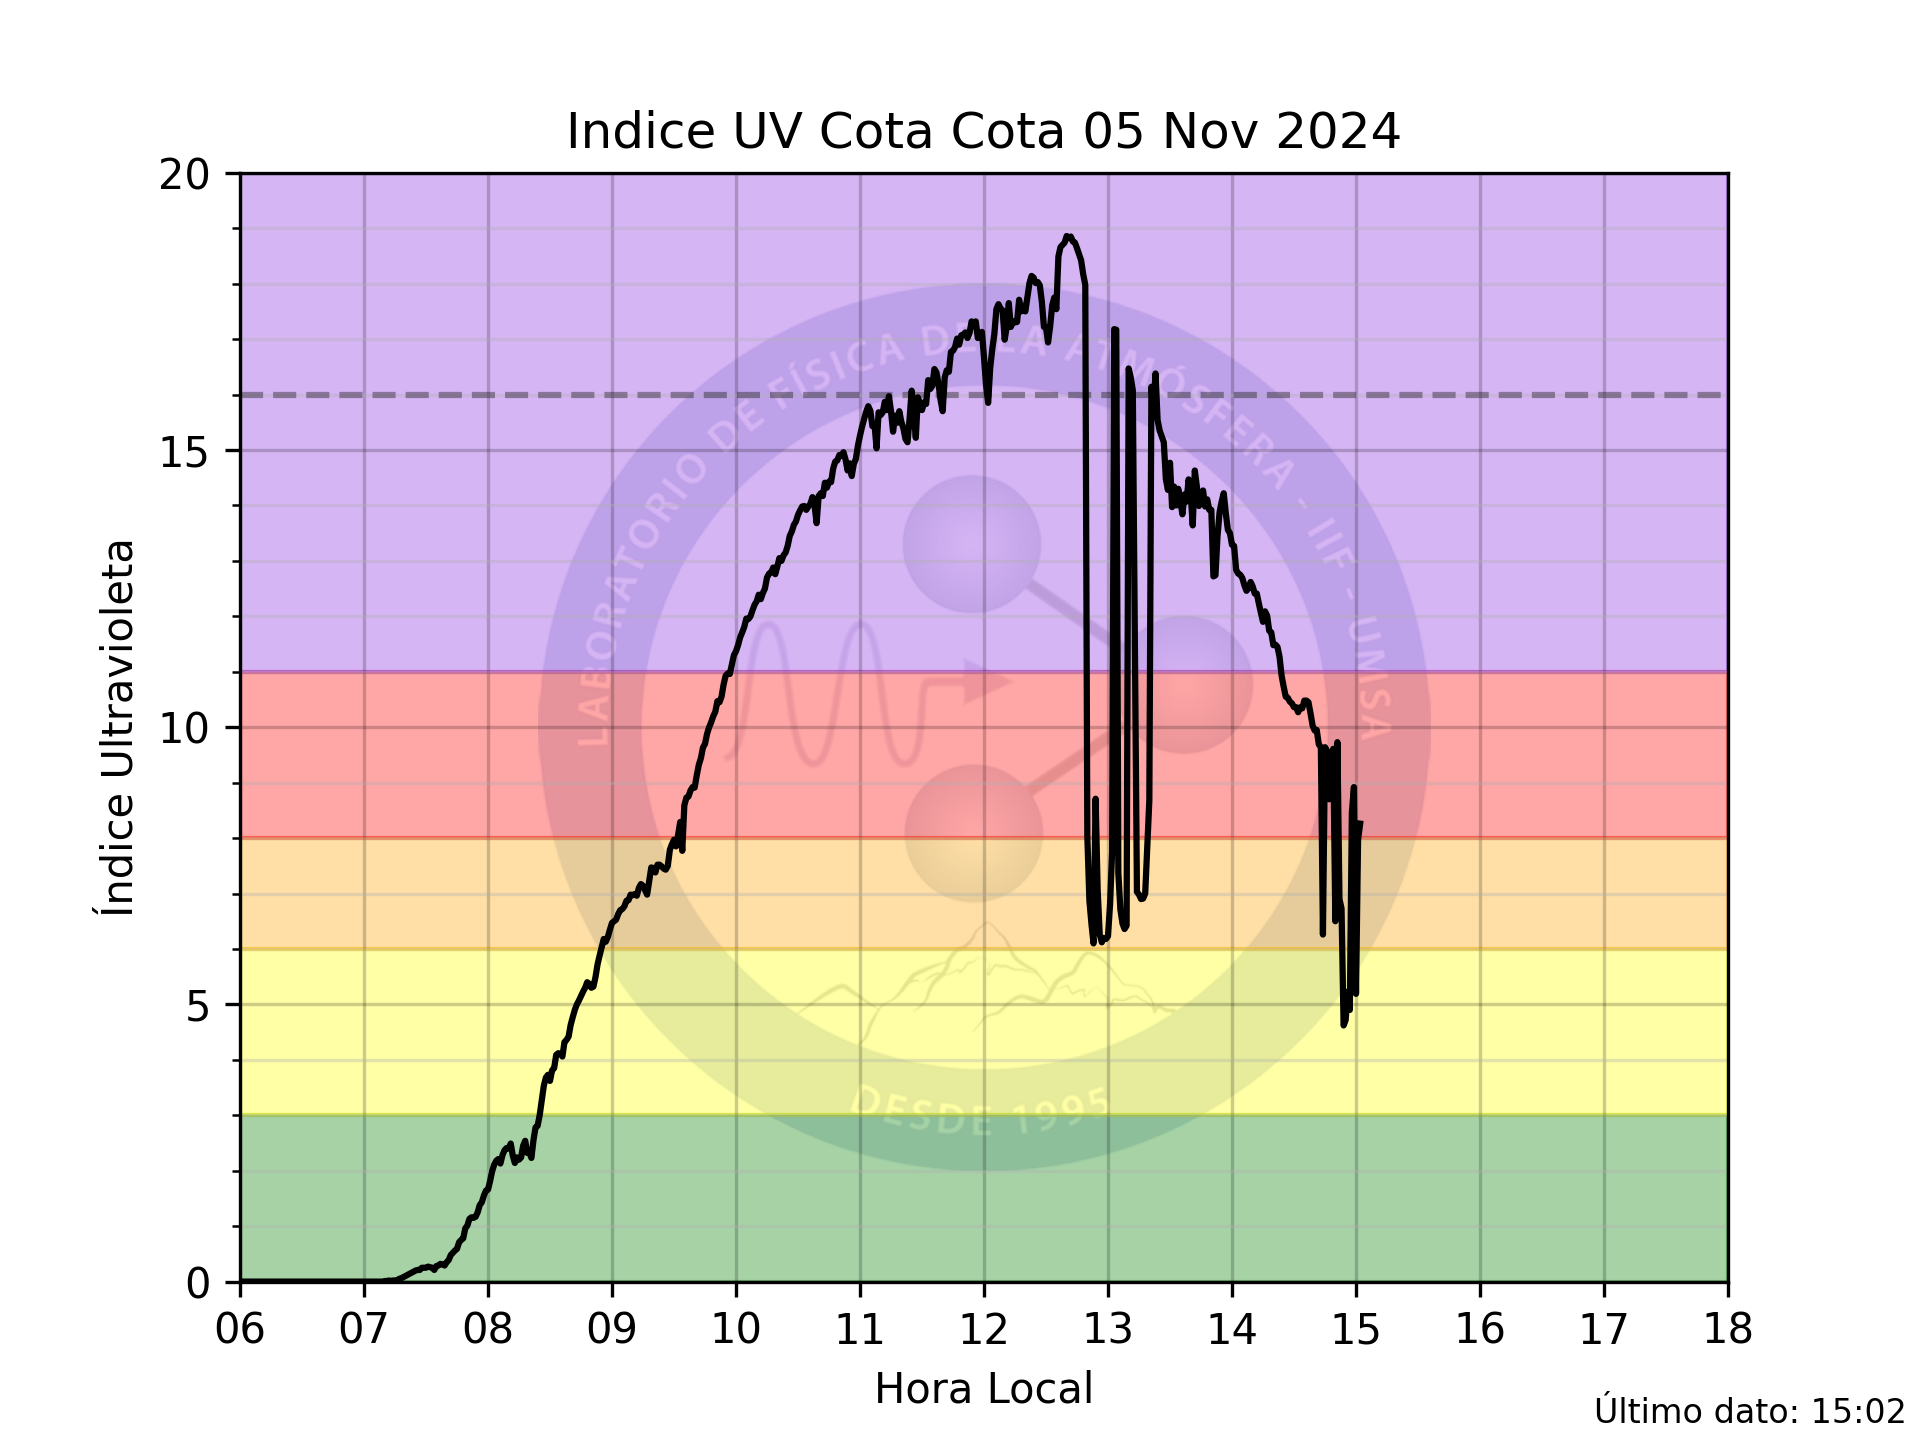 Indice UV Cota Cota 05 Nov 2024
20
15
10
5
0
Índice Ultravioleta
LABORATORIO DE FÍSICA DE LA ATMÓSFERA - IIF - UMSA
DESDE 1995
06 07 08 09 10 11 12 13 14 15 16 17 18
Hora Local
Último dato: 15:02